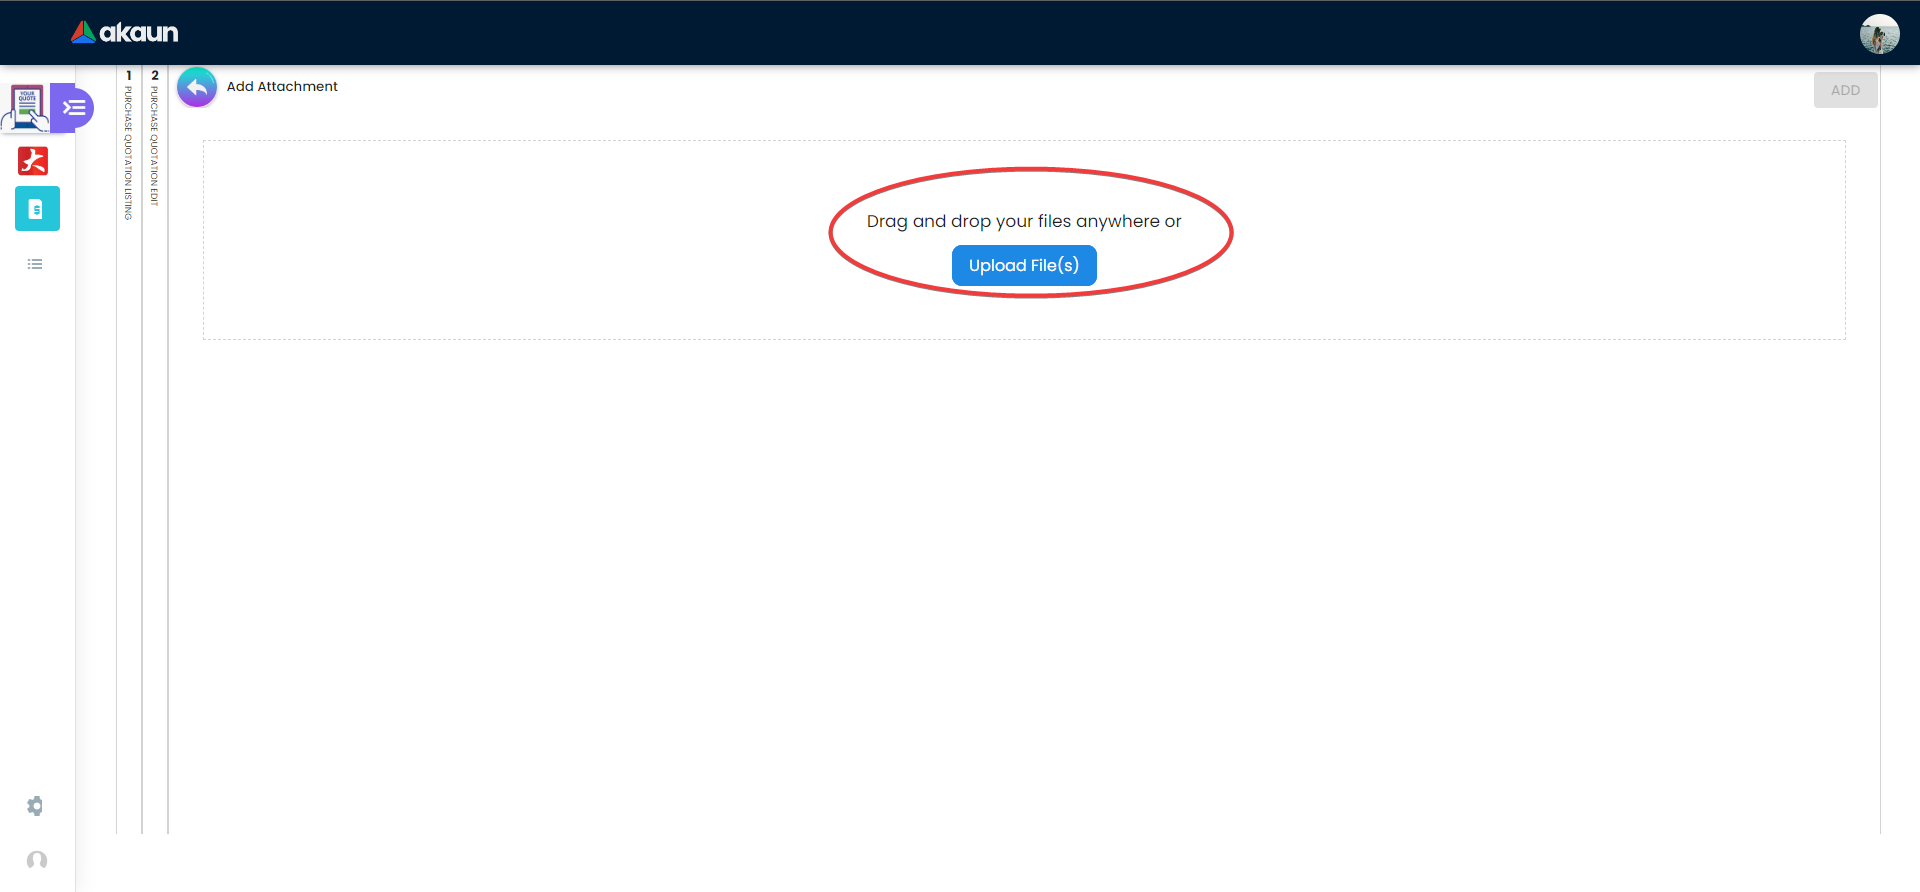 akaun
1 PURCHASE QUOTATION LISTING
2 PURCHASE QUOTATION EDIT
Add Attachment
ADD
YOUR
QUOTE
大
Drag and drop your files anywhere or
Upload File(s)